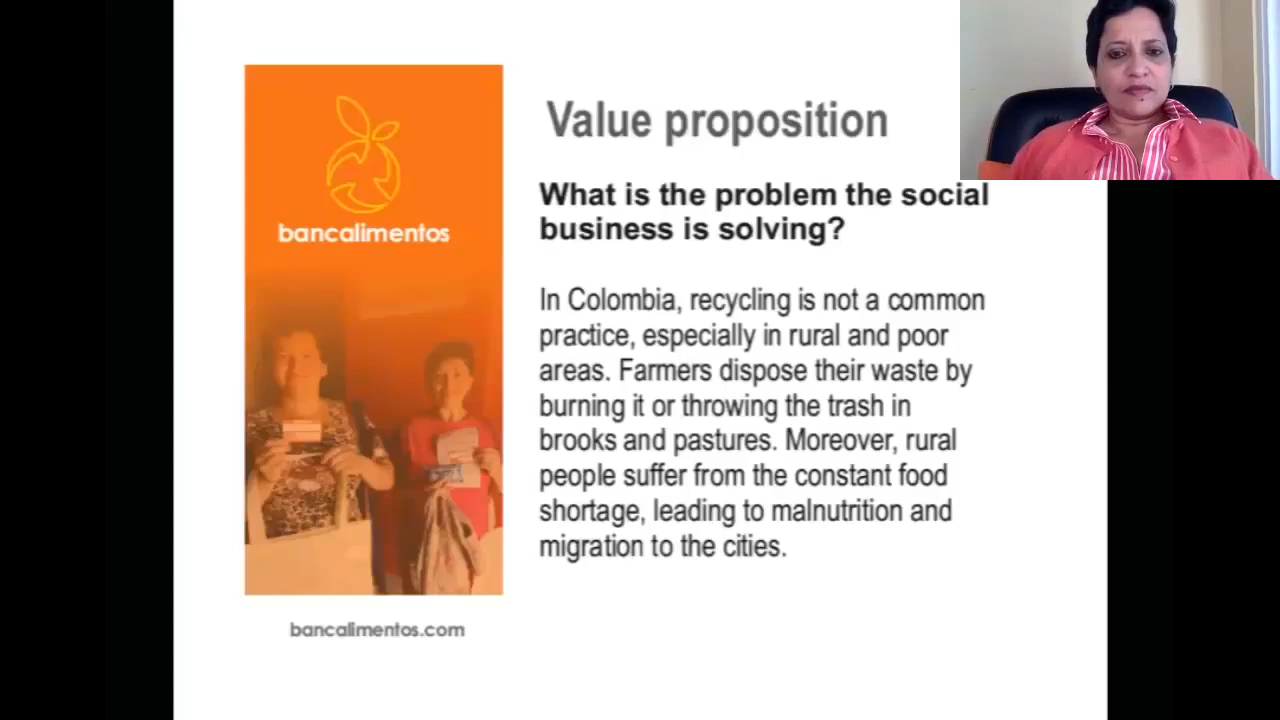 Value proposition
bancalimentos
What is the problem the social
business is solving?
In Colombia, recycling is not a common
practice, especially in rural and poor
areas. Farmers dispose their waste by
burning it or throwing the trash in
brooks and pastures. Moreover, rural
people suffer from the constant food
shortage, leading to malnutrition and
migration to the cities.
bancalimentos.com